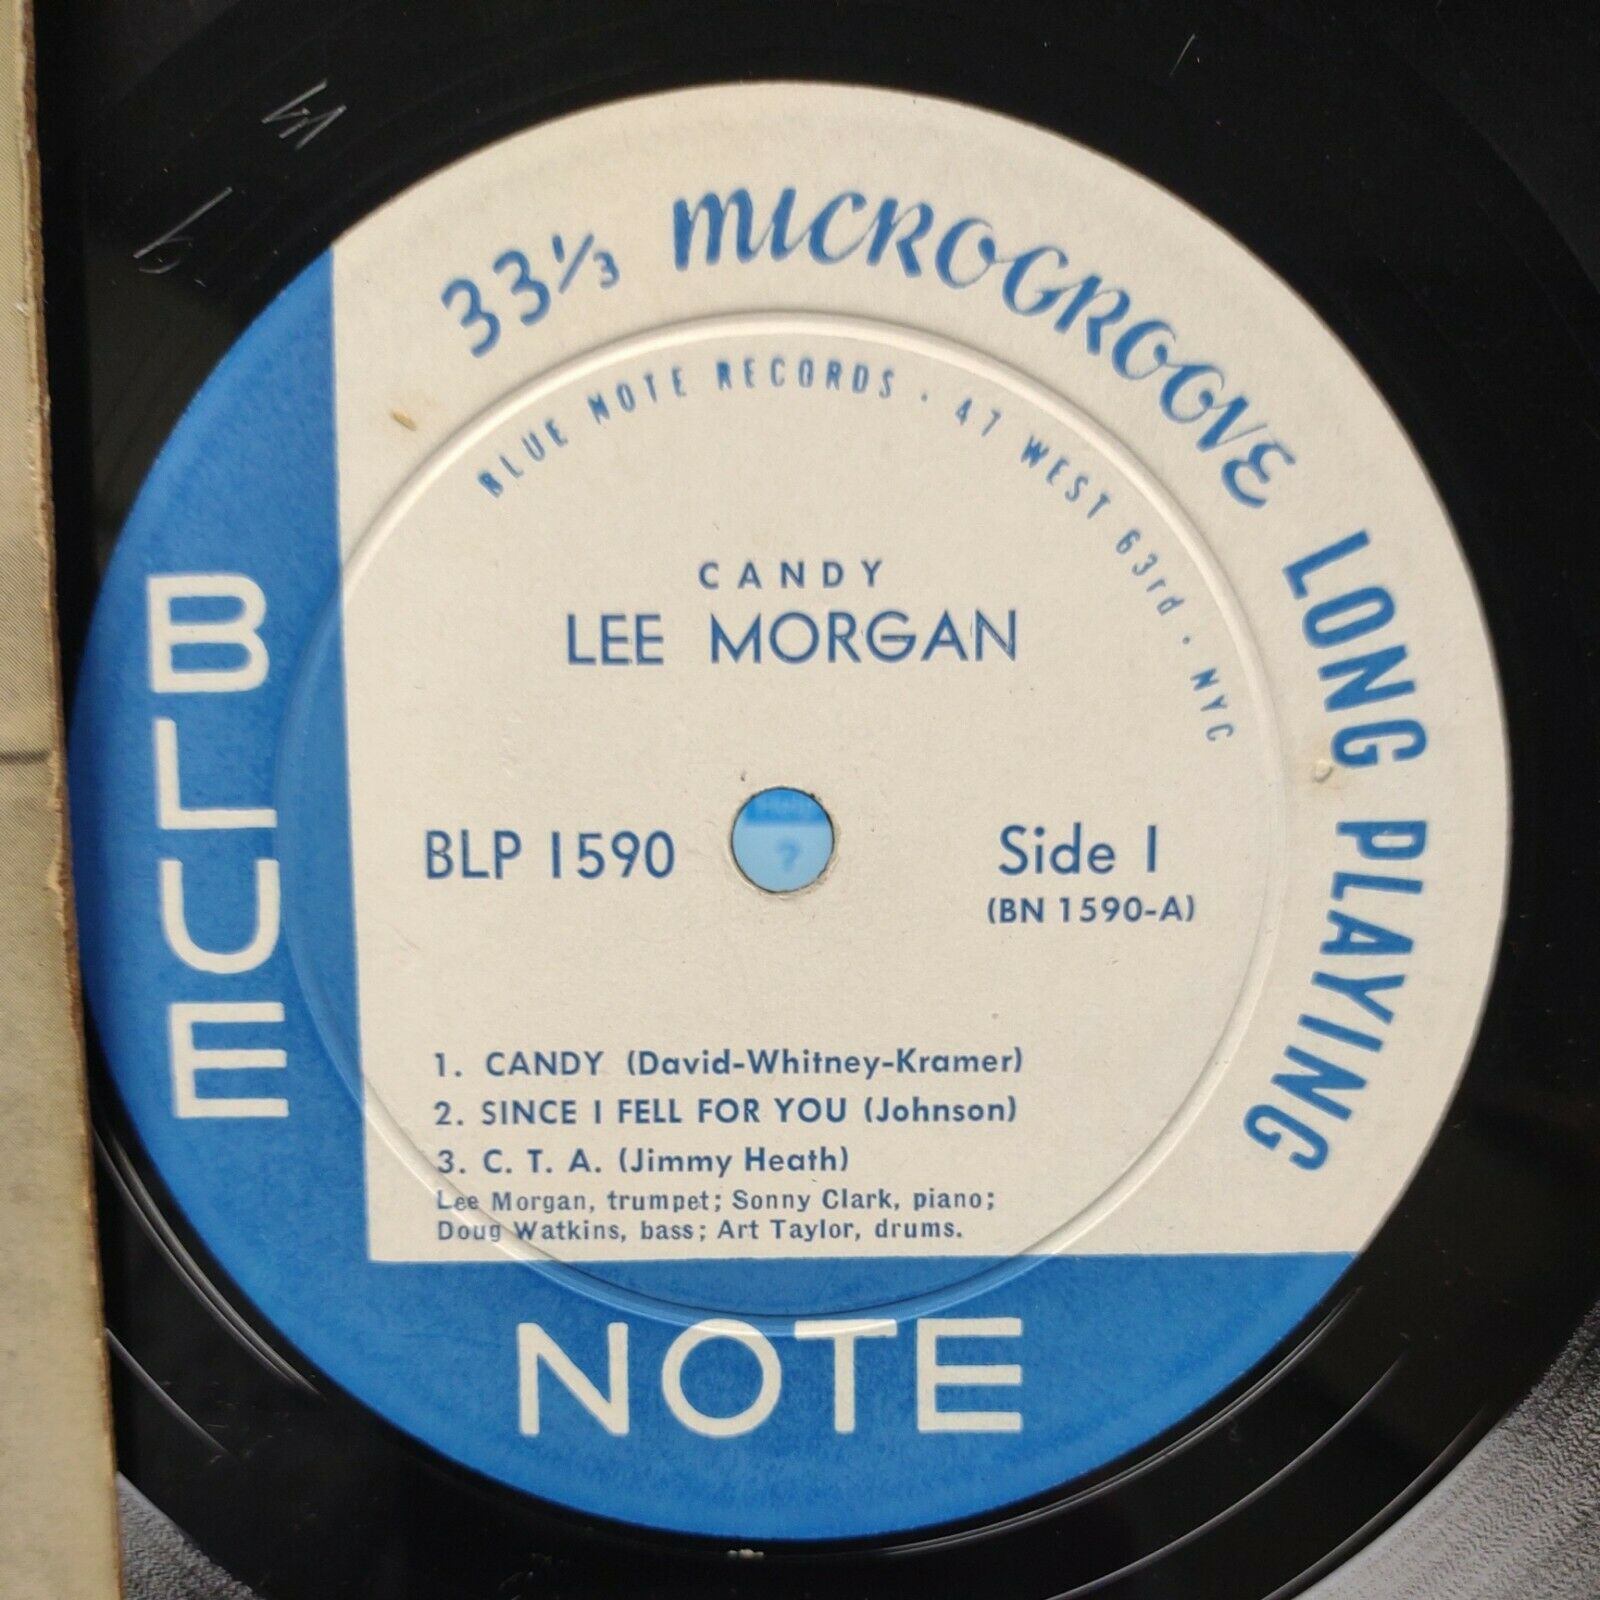 33⅓ MICROGROOVE LONG PLAYING
BLUE NOTE RECORDS · 47 WEST 63rd · NYC
CANDY
LEE MORGAN
BLP 1590
Side 1
(BN 1590-A)
1. CANDY (David-Whitney-Kramer)
2. SINCE I FELL FOR YOU (Johnson)
3. C. T. A. (Jimmy Heath)
Lee Morgan, trumpet; Sonny Clark, piano;
Doug Watkins, bass; Art Taylor, drums.
BLUE
NOTE